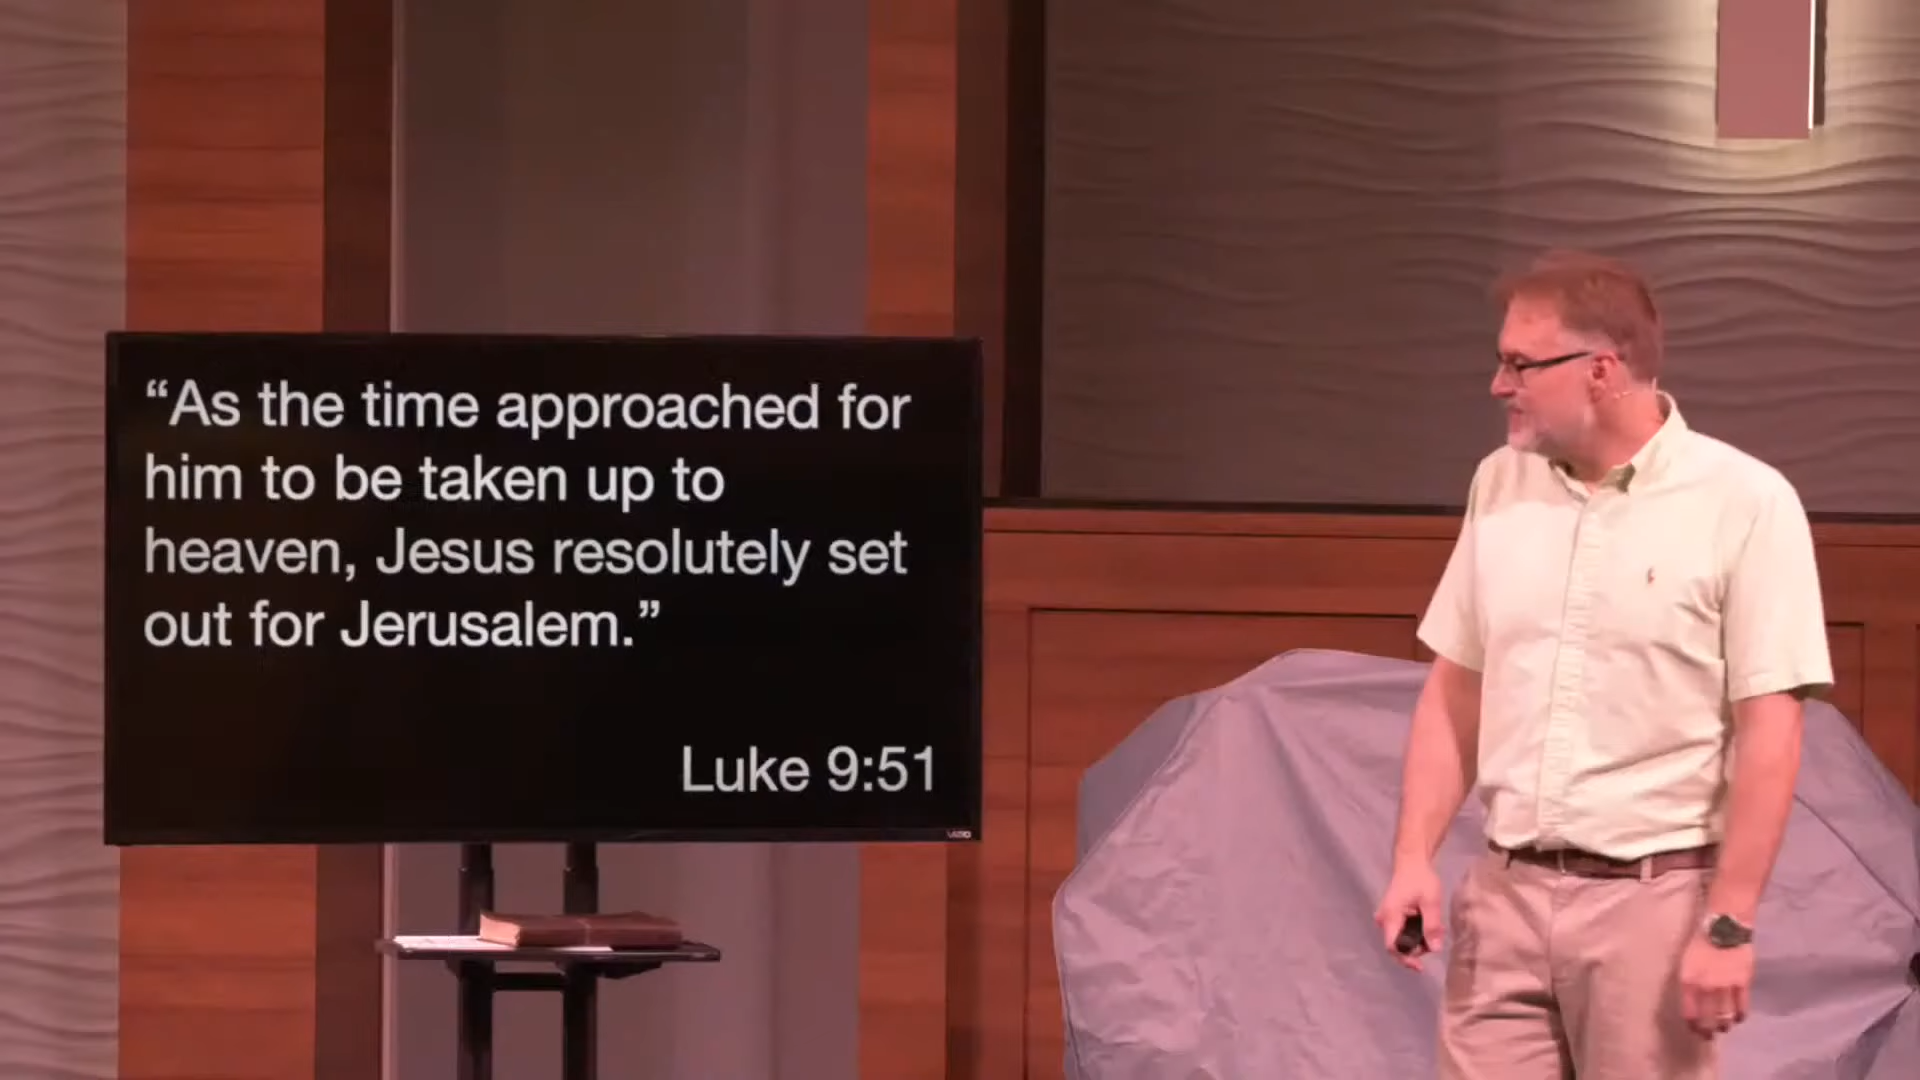 “As the time approached for
him to be taken up to
heaven, Jesus resolutely set
out for Jerusalem.”
Luke 9:51
VIZIO